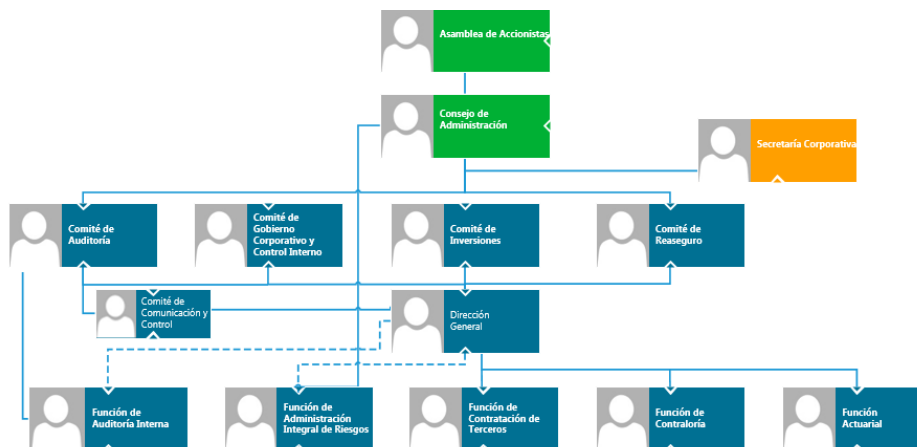 Asamblea de Accionistas
Consejo de
Administración
Secretaría Corporativa
Comité de
Auditoría
Comité de
Gobierno
Corporativo y
Control Interno
Comité de
Inversiones
Comité de
Reaseguro
Comité de
Comunicación y
Control
Dirección
General
Función de
Auditoría Interna
Función de
Administración
Integral de Riesgos
Función de
Contratación de
Terceros
Función de
Contraloría
Función
Actuarial